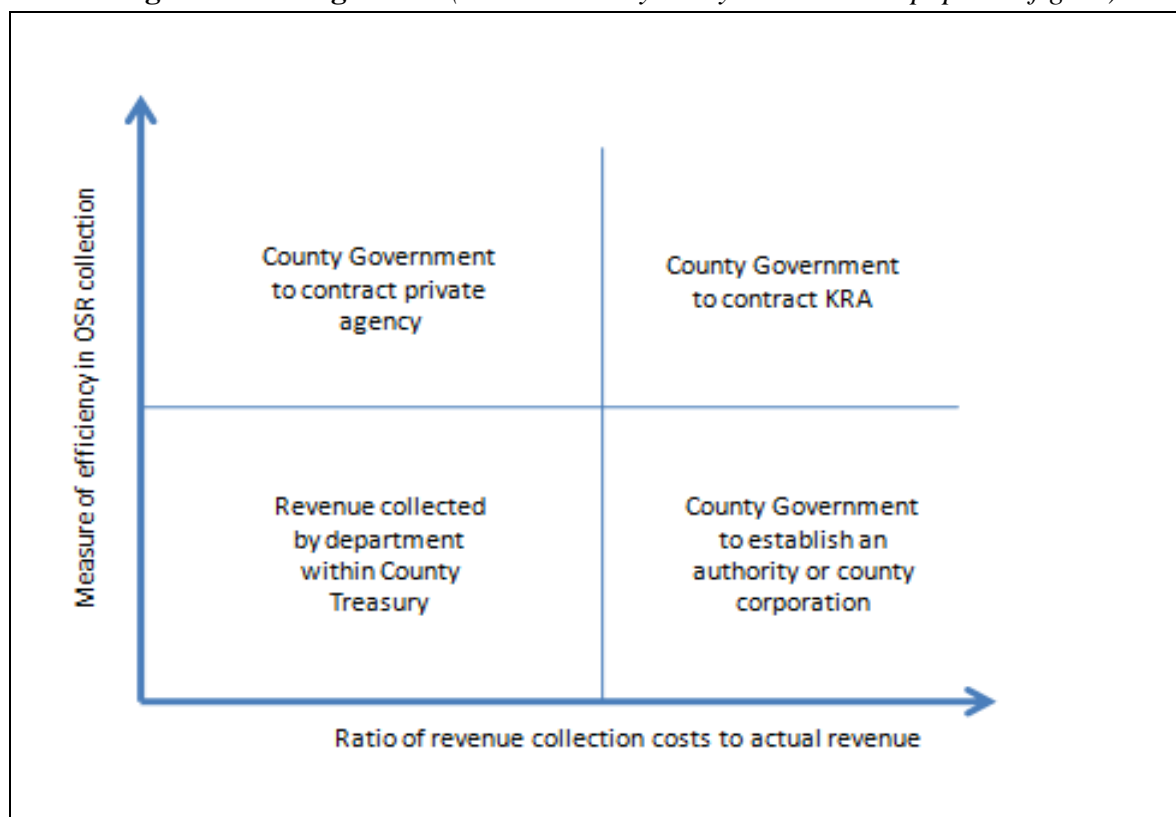 County Government
to contract private
agency
County Government
to contract KRA
Measure of efficiency in OSR collection
Revenue collected
by department
within County
Treasury
County Government
to establish an
authority or county
corporation
Ratio of revenue collection costs to actual revenue